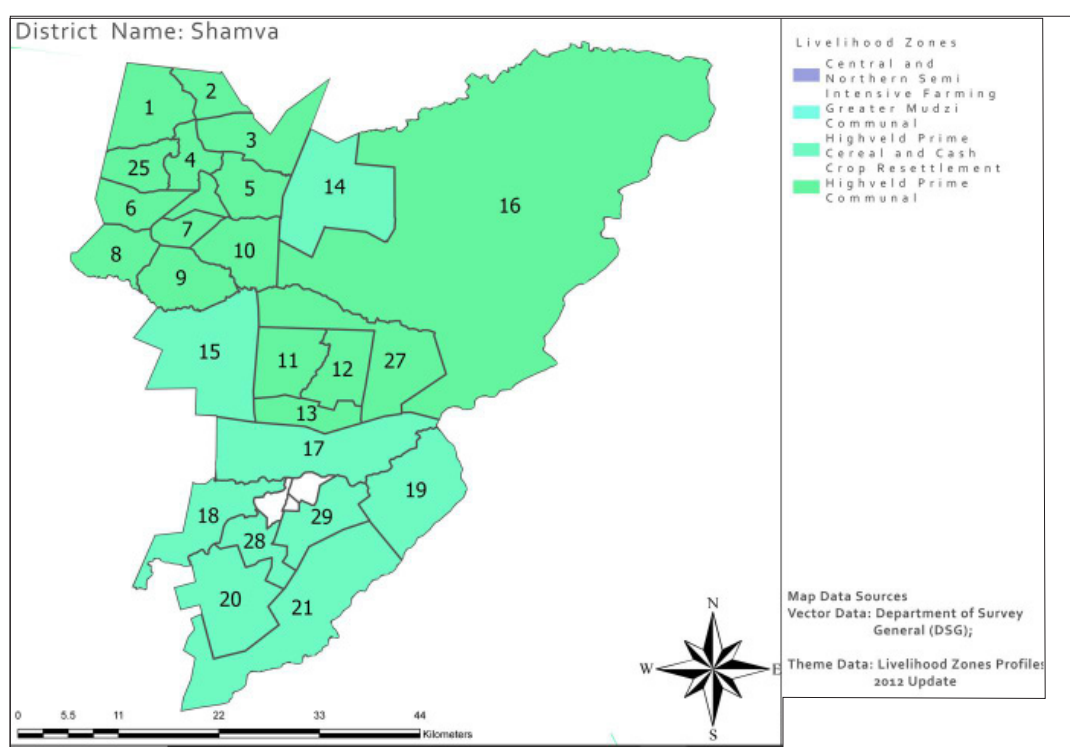 District Name: Shamva
Livelihood Zones
Central and
Northern Semi
Intensive Farming
Greater Mudzi
Communal
Highveld Prime
Cereal and Cash
Crop Resettlement
Highveld Prime
Communal
1
2
3
4
25
5
6
7
8
9
10
14
16
15
11
12
27
13
17
18
19
29
28
20
21
Map Data Sources
Vector Data: Department of Survey
General (DSG);
Theme Data: Livelihood Zones Profiles
2012 Update
N
W
E
S
0 5.5 11 22 33 44
Kilometers